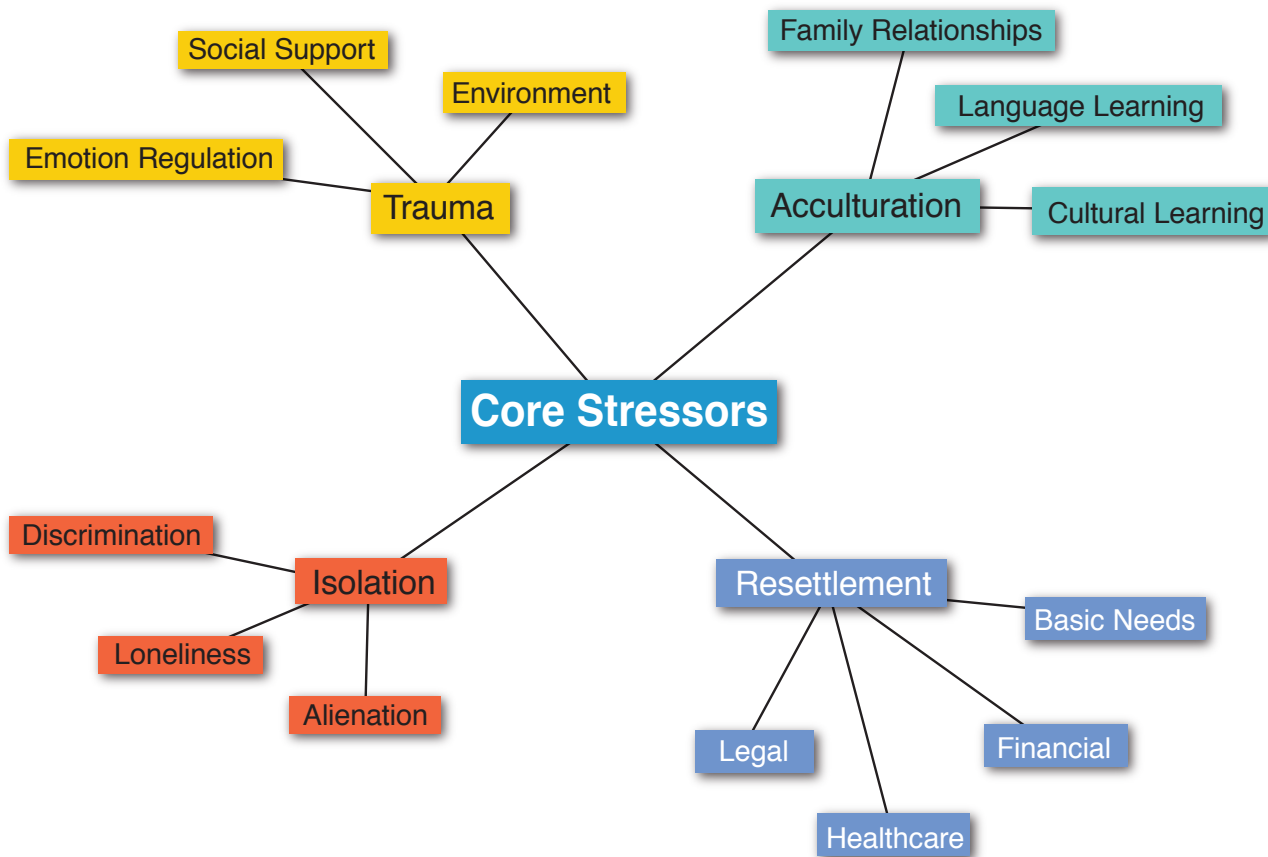 Social Support
Environment
Emotion Regulation
Trauma
Family Relationships
Language Learning
Acculturation
Cultural Learning
Core Stressors
Discrimination
Isolation
Loneliness
Alienation
Resettlement
Basic Needs
Legal
Financial
Healthcare